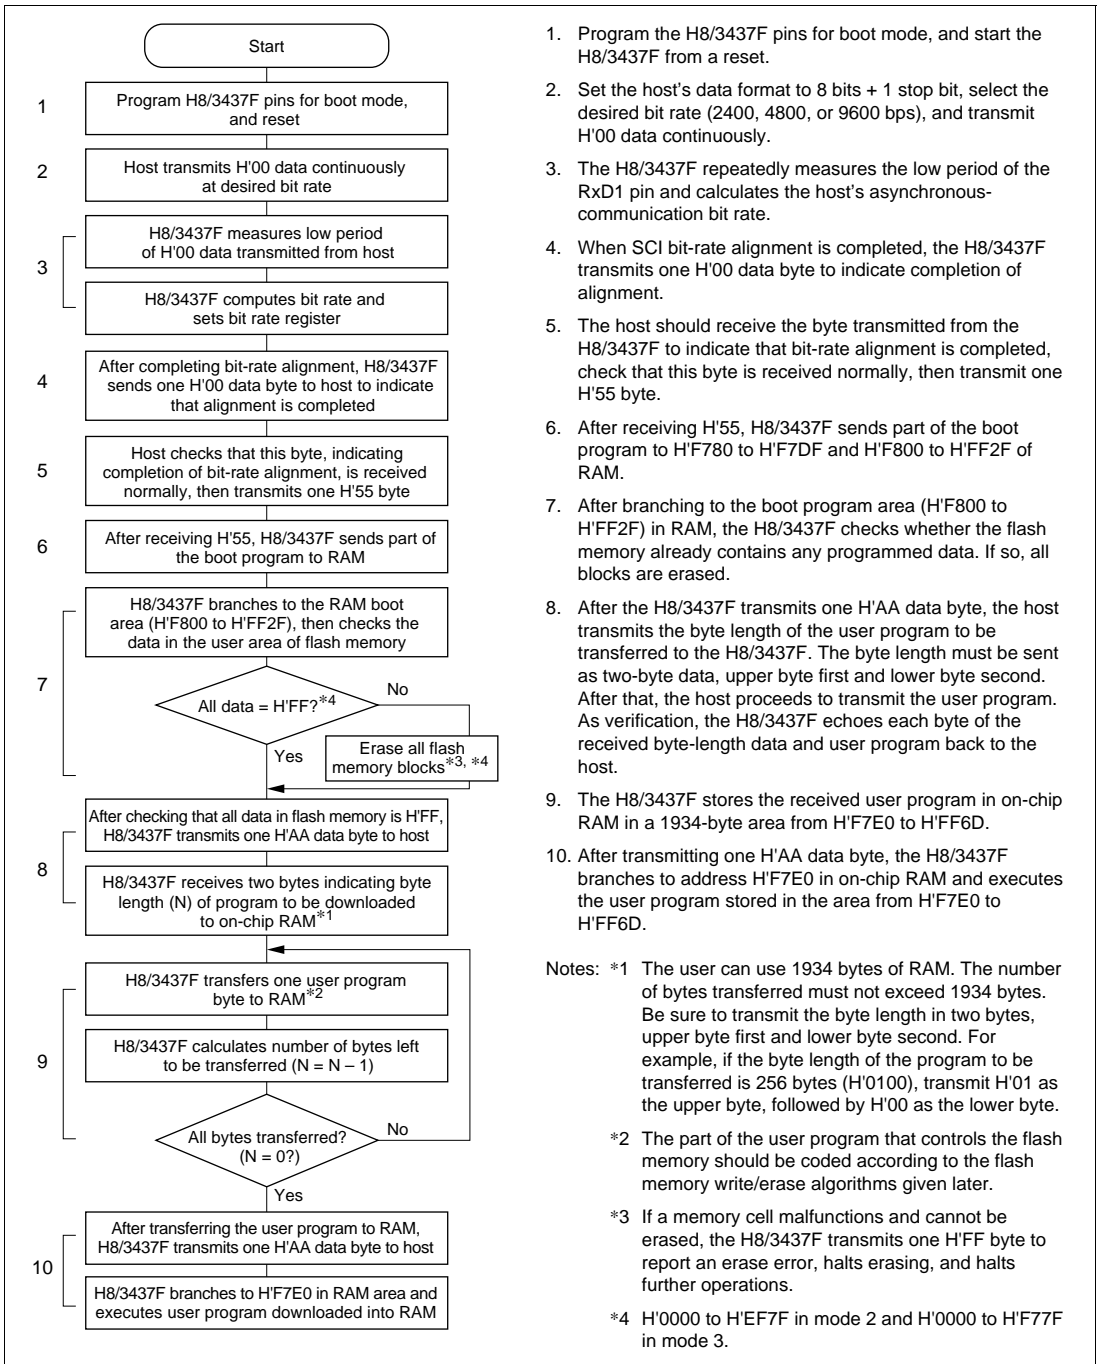 Start
1
Program H8/3437F pins for boot mode,
and reset
2
Host transmits H'00 data continuously
at desired bit rate
3
H8/3437F measures low period
of H'00 data transmitted from host
H8/3437F computes bit rate and
sets bit rate register
4
After completing bit-rate alignment, H8/3437F
sends one H'00 data byte to host to indicate
that alignment is completed
5
Host checks that this byte, indicating
completion of bit-rate alignment, is received
normally, then transmits one H'55 byte
6
After receiving H'55, H8/3437F sends part of
the boot program to RAM
7
H8/3437F branches to the RAM boot
area (H'F800 to H'FF2F), then checks the
data in the user area of flash memory
All data = H'FF?*4
No
Yes
Erase all flash
memory blocks*3, *4
8
After checking that all data in flash memory is H'FF,
H8/3437F transmits one H'AA data byte to host
H8/3437F receives two bytes indicating byte
length (N) of program to be downloaded
to on-chip RAM*1
9
H8/3437F transfers one user program
byte to RAM*2
H8/3437F calculates number of bytes left
to be transferred (N = N – 1)
All bytes transferred?
(N = 0?)
No
Yes
10
After transferring the user program to RAM,
H8/3437F transmits one H'AA data byte to host
H8/3437F branches to H'F7E0 in RAM area and
executes user program downloaded into RAM
1. Program the H8/3437F pins for boot mode, and start the
H8/3437F from a reset.
2. Set the host's data format to 8 bits + 1 stop bit, select the
desired bit rate (2400, 4800, or 9600 bps), and transmit
H'00 data continuously.
3. The H8/3437F repeatedly measures the low period of the
RxD1 pin and calculates the host's asynchronous-
communication bit rate.
4. When SCI bit-rate alignment is completed, the H8/3437F
transmits one H'00 data byte to indicate completion of
alignment.
5. The host should receive the byte transmitted from the
H8/3437F to indicate that bit-rate alignment is completed,
check that this byte is received normally, then transmit one
H'55 byte.
6. After receiving H'55, H8/3437F sends part of the boot
program to H'F780 to H'F7DF and H'F800 to H'FF2F of
RAM.
7. After branching to the boot program area (H'F800 to
H'FF2F) in RAM, the H8/3437F checks whether the flash
memory already contains any programmed data. If so, all
blocks are erased.
8. After the H8/3437F transmits one H'AA data byte, the host
transmits the byte length of the user program to be
transferred to the H8/3437F. The byte length must be sent
as two-byte data, upper byte first and lower byte second.
After that, the host proceeds to transmit the user program.
As verification, the H8/3437F echoes each byte of the
received byte-length data and user program back to the
host.
9. The H8/3437F stores the received user program in on-chip
RAM in a 1934-byte area from H'F7E0 to H'FF6D.
10. After transmitting one H'AA data byte, the H8/3437F
branches to address H'F7E0 in on-chip RAM and executes
the user program stored in the area from H'F7E0 to
H'FF6D.
Notes: *1 The user can use 1934 bytes of RAM. The number
of bytes transferred must not exceed 1934 bytes.
Be sure to transmit the byte length in two bytes,
upper byte first and lower byte second. For
example, if the byte length of the program to be
transferred is 256 bytes (H'0100), transmit H'01 as
the upper byte, followed by H'00 as the lower byte.
*2 The part of the user program that controls the flash
memory should be coded according to the flash
memory write/erase algorithms given later.
*3 If a memory cell malfunctions and cannot be
erased, the H8/3437F transmits one H'FF byte to
report an erase error, halts erasing, and halts
further operations.
*4 H'0000 to H'EF7F in mode 2 and H'0000 to H'F77F
in mode 3.